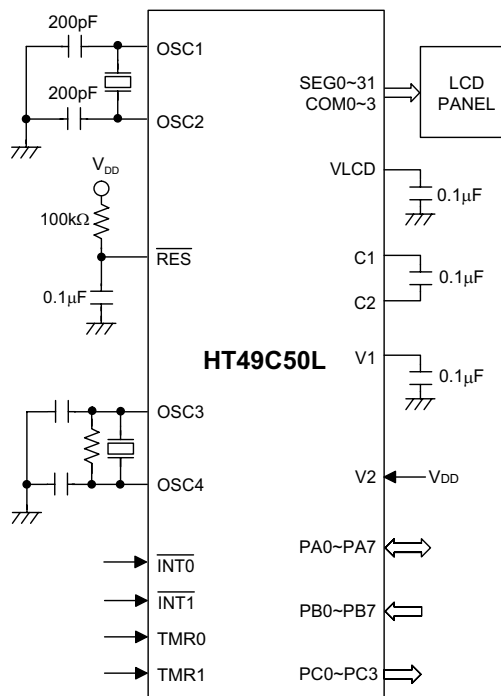 200pF
OSC1
200pF
OSC2
VDD
100kΩ
RES
0.1µF
OSC3
OSC4
INT0
INT1
TMR0
TMR1
HT49C50L
SEG0~31
COM0~3
LCD
PANEL
VLCD
0.1µF
C1
0.1µF
C2
V1
0.1µF
V2
VDD
PA0~PA7
PB0~PB7
PC0~PC3